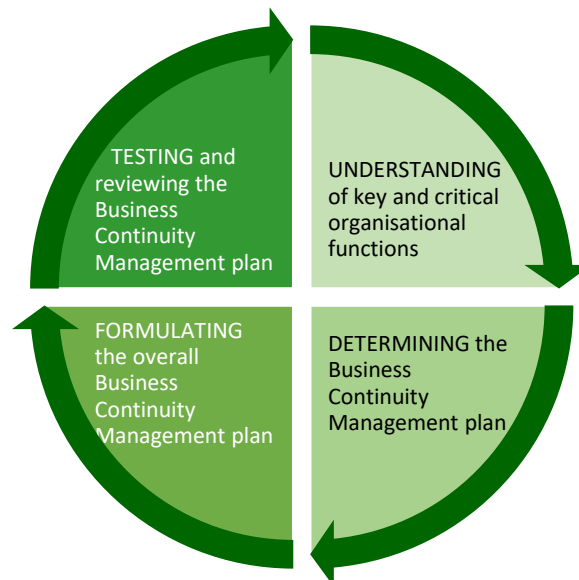 TESTING and
reviewing the
Business
Continuity
Management plan
UNDERSTANDING
of key and critical
organisational
functions
FORMULATING
the overall
Business
Continuity
Management plan
DETERMINING the
Business
Continuity
Management plan